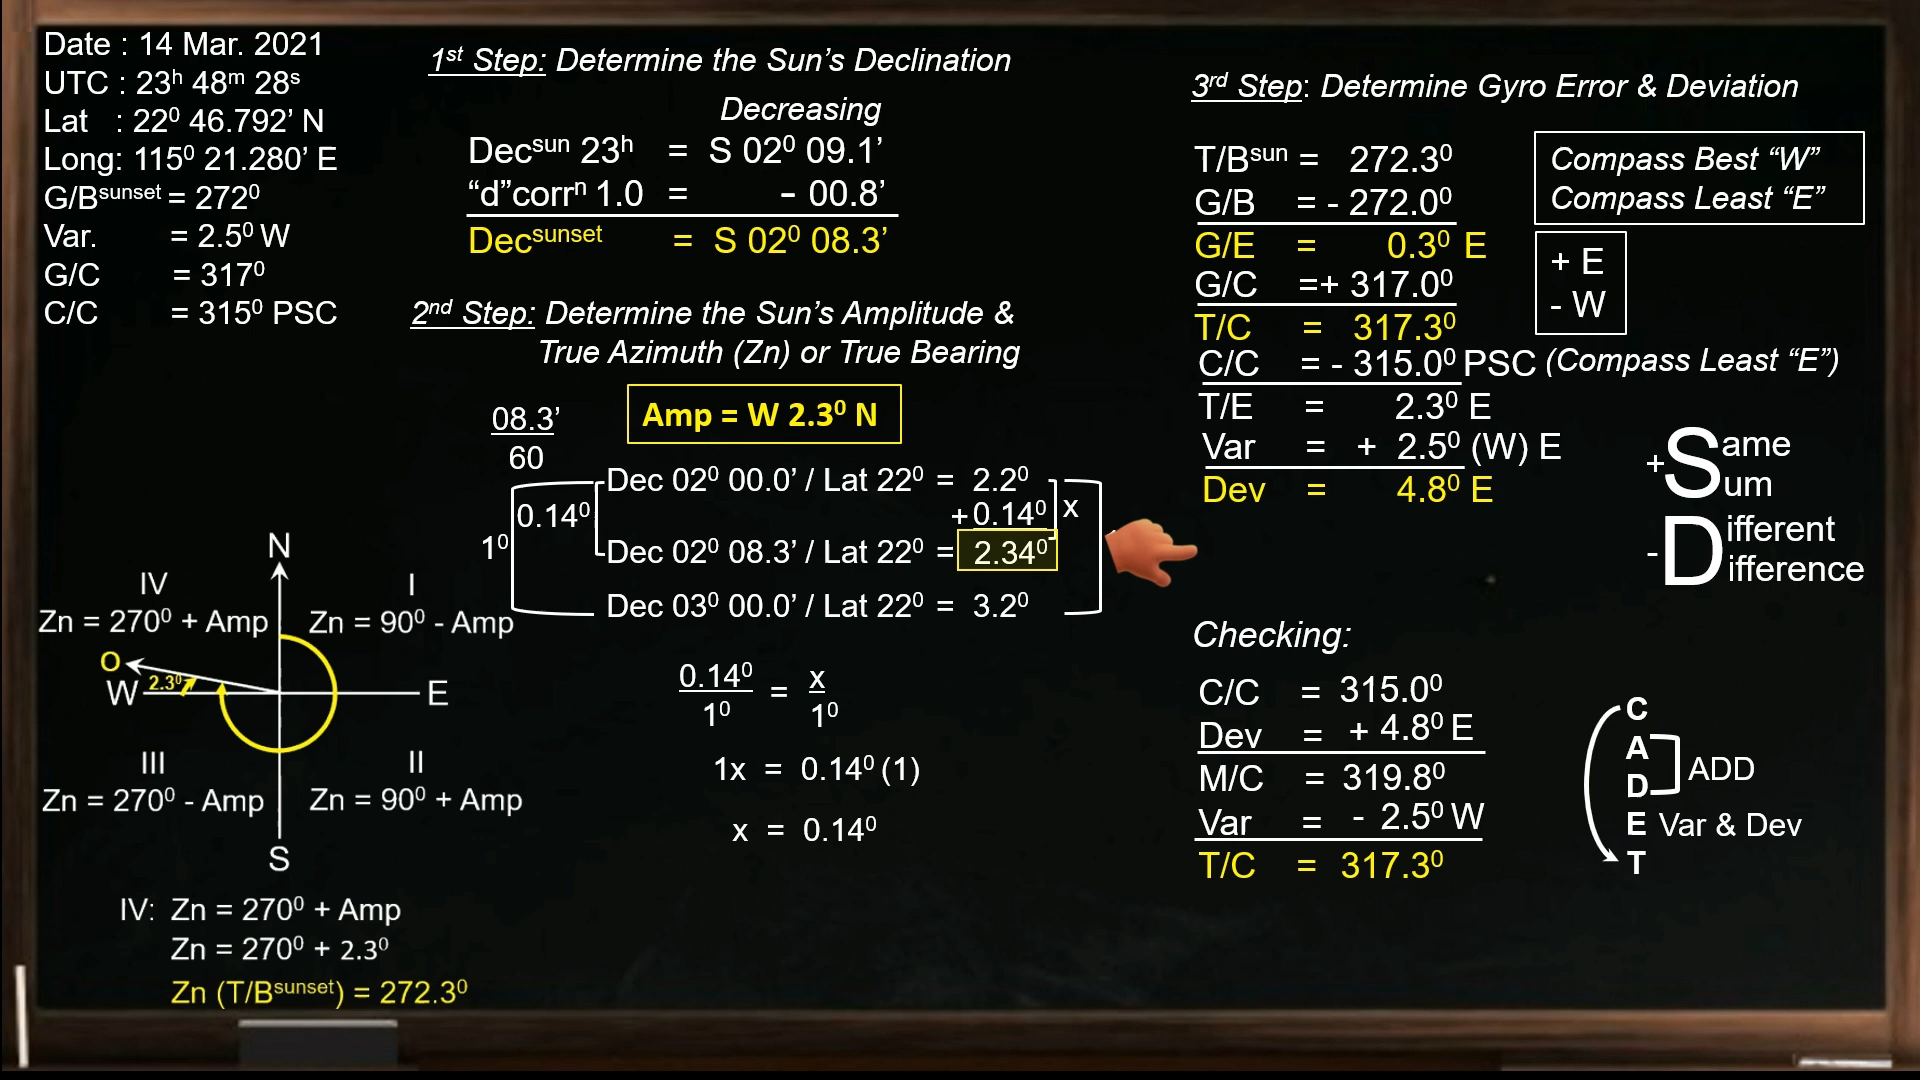 Date : 14 Mar. 2021
UTC : 23ʰ 48ᵐ 28ˢ
Lat : 22⁰ 46.792’ N
Long: 115⁰ 21.280’ E
G/Bˢᵘⁿˢᵉᵗ = 272⁰
Var. = 2.5⁰ W
G/C = 317⁰
C/C = 315⁰ PSC
1ˢᵗ Step: Determine the Sun’s Declination
Decreasing
Decˢᵘⁿ 23ʰ = S 02⁰ 09.1’
“d”corrⁿ 1.0 = - 00.8’
Decˢᵘⁿˢᵉᵗ = S 02⁰ 08.3’
2ⁿᵈ Step: Determine the Sun’s Amplitude &
True Azimuth (Zn) or True Bearing
Amp = W 2.3⁰ N
08.3’
60
Dec 02⁰ 00.0’ / Lat 22⁰ = 2.2⁰
0.14⁰
+0.14⁰
x
1⁰
Dec 02⁰ 08.3’ / Lat 22⁰ = 2.34⁰
Dec 03⁰ 00.0’ / Lat 22⁰ = 3.2⁰
0.14⁰ = x
1⁰ 1⁰
1x = 0.14⁰ (1)
x = 0.14⁰
N
IV
I
Zn = 270⁰ + Amp
Zn = 90⁰ - Amp
O
W
2.3⁰
E
III
II
Zn = 270⁰ - Amp
Zn = 90⁰ + Amp
S
IV: Zn = 270⁰ + Amp
Zn = 270⁰ + 2.3⁰
Zn (T/Bˢᵘⁿˢᵉᵗ) = 272.3⁰
3ʳᵈ Step: Determine Gyro Error & Deviation
T/Bˢᵘⁿ = 272.3⁰
G/B = - 272.0⁰
G/E = 0.3⁰ E
G/C =+ 317.0⁰
T/C = 317.3⁰
C/C = - 315.0⁰ PSC (Compass Least “E”)
T/E = 2.3⁰ E
Var = + 2.5⁰ (W) E
Dev = 4.8⁰ E
Compass Best “W”
Compass Least “E”
+ E
- W
+Same
Sum
-Different
Difference
Checking:
C/C = 315.0⁰
Dev = + 4.8⁰ E
M/C = 319.8⁰
Var = - 2.5⁰ W
T/C = 317.3⁰
C
A
D
ADD
E Var & Dev
T